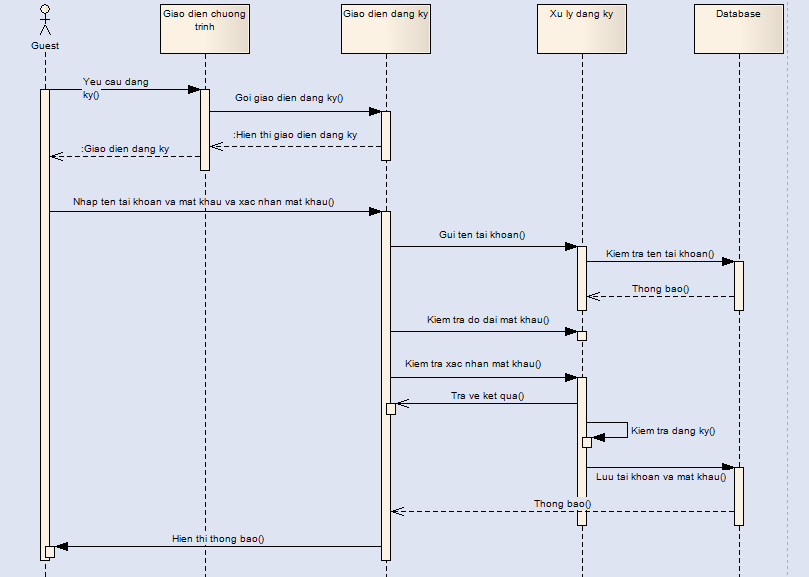 Guest
Giao dien chuong
trinh
Giao dien dang ky
Xu ly dang ky
Database
Yeu cau dang
ky()
Goi giao dien dang ky()
:Hien thi giao dien dang ky
:Giao dien dang ky
Nhap ten tai khoan va mat khau va xac nhan mat khau()
Gui ten tai khoan()
Kiem tra ten tai khoan()
Thong bao()
Kiem tra do dai mat khau()
Kiem tra xac nhan mat khau()
Tra ve ket qua()
Kiem tra dang ky()
Luu tai khoan va mat khau()
Thong bao()
Hien thi thong bao()